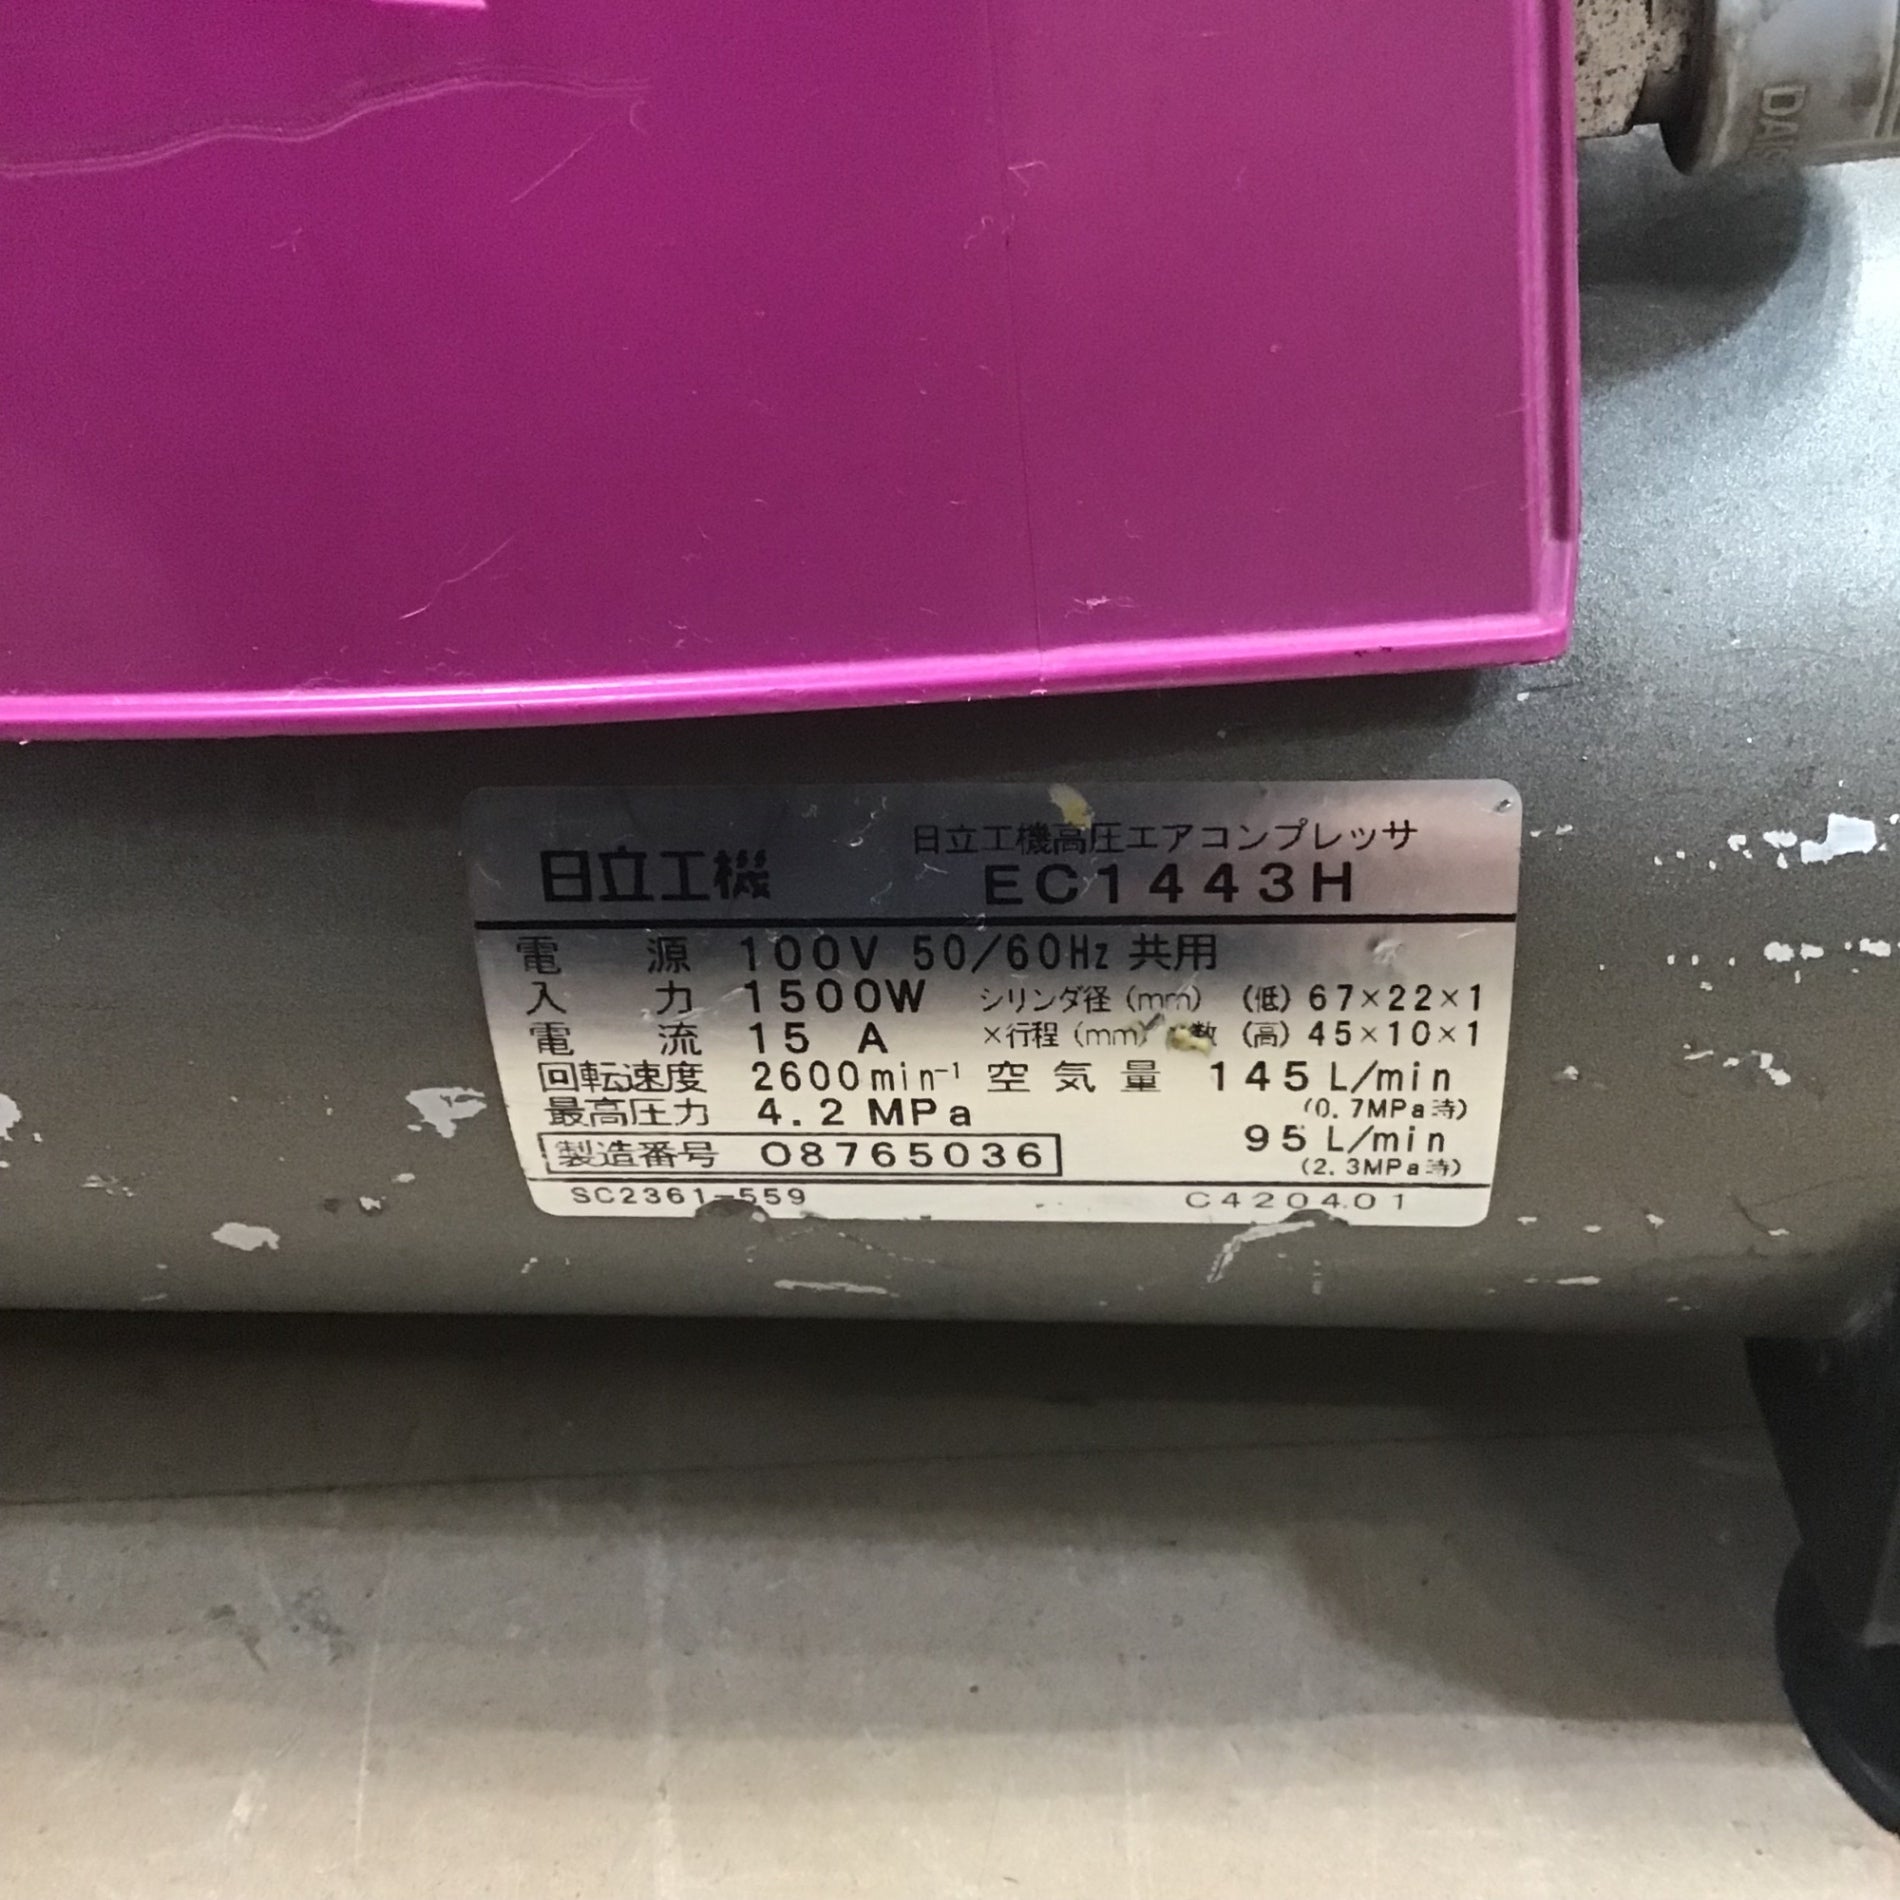 日立工機
日立工機高圧エアコンプレッサ
EC1443H
電源 100V 50/60Hz 共用
入力 1500W シリンダ径(mm) (低) 67×22×1
電流 15 A ×行程(mm) 数 (高) 45×10×1
回転速度 2600min⁻¹ 空気量 145 L/min
(0.7MPa時)
最高圧力 4.2 MPa
95 L/min
(2.3MPa時)
製造番号 08765036
SC2361-559 C420401